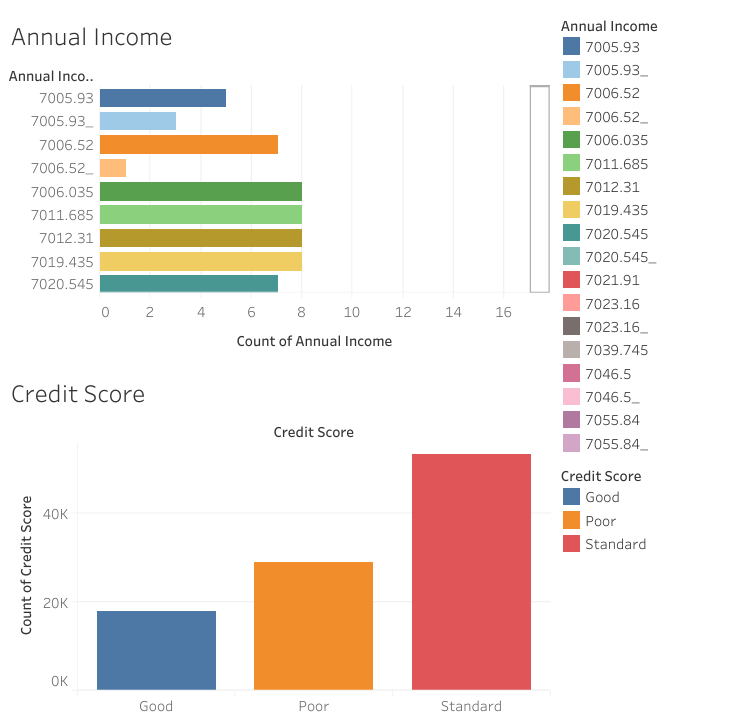 Annual Income
Annual Inco..
7005.93
7005.93_
7006.52
7006.52_
7006.035
7011.685
7012.31
7019.435
7020.545
0 2 4 6 8 10 12 14 16
Count of Annual Income
Annual Income
7005.93
7005.93_
7006.52
7006.52_
7006.035
7011.685
7012.31
7019.435
7020.545
7020.545_
7021.91
7023.16
7023.16_
7039.745
7046.5
7046.5_
7055.84
7055.84_
Credit Score
Credit Score
Count of Credit Score
40K
20K
0K
Good Poor Standard
Credit Score
Good
Poor
Standard